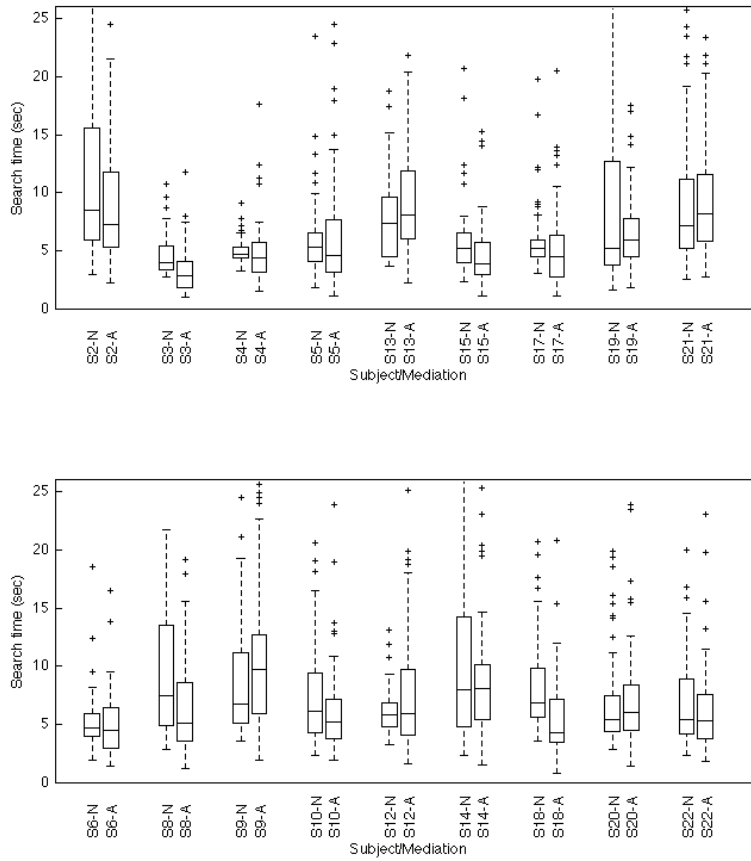 25
20
15
10
5
0
Search time (sec)
S2-N S2-A S3-N S3-A S4-N S4-A S5-N S5-A S13-N S13-A S15-N S15-A S17-N S17-A S19-N S19-A S21-N S21-A
Subject/Mediation
25
20
15
10
5
0
Search time (sec)
S6-N S6-A S8-N S8-A S9-N S9-A S10-N S10-A S12-N S12-A S14-N S14-A S18-N S18-A S20-N S20-A S22-N S22-A
Subject/Mediation